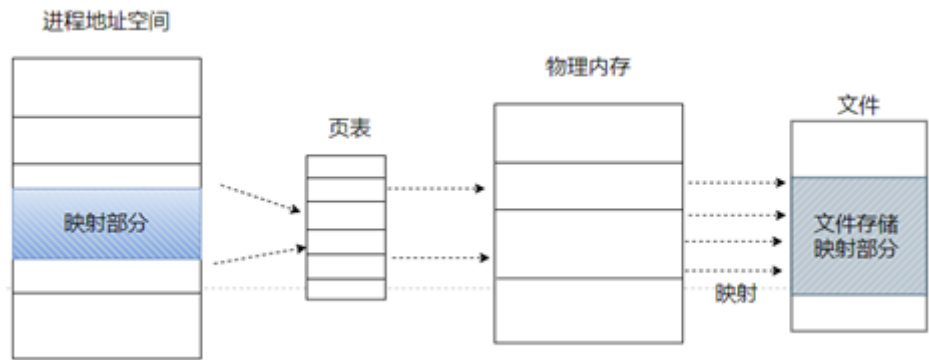 进程地址空间
物理内存
文件
页表
映射部分
文件存储
映射部分
映射